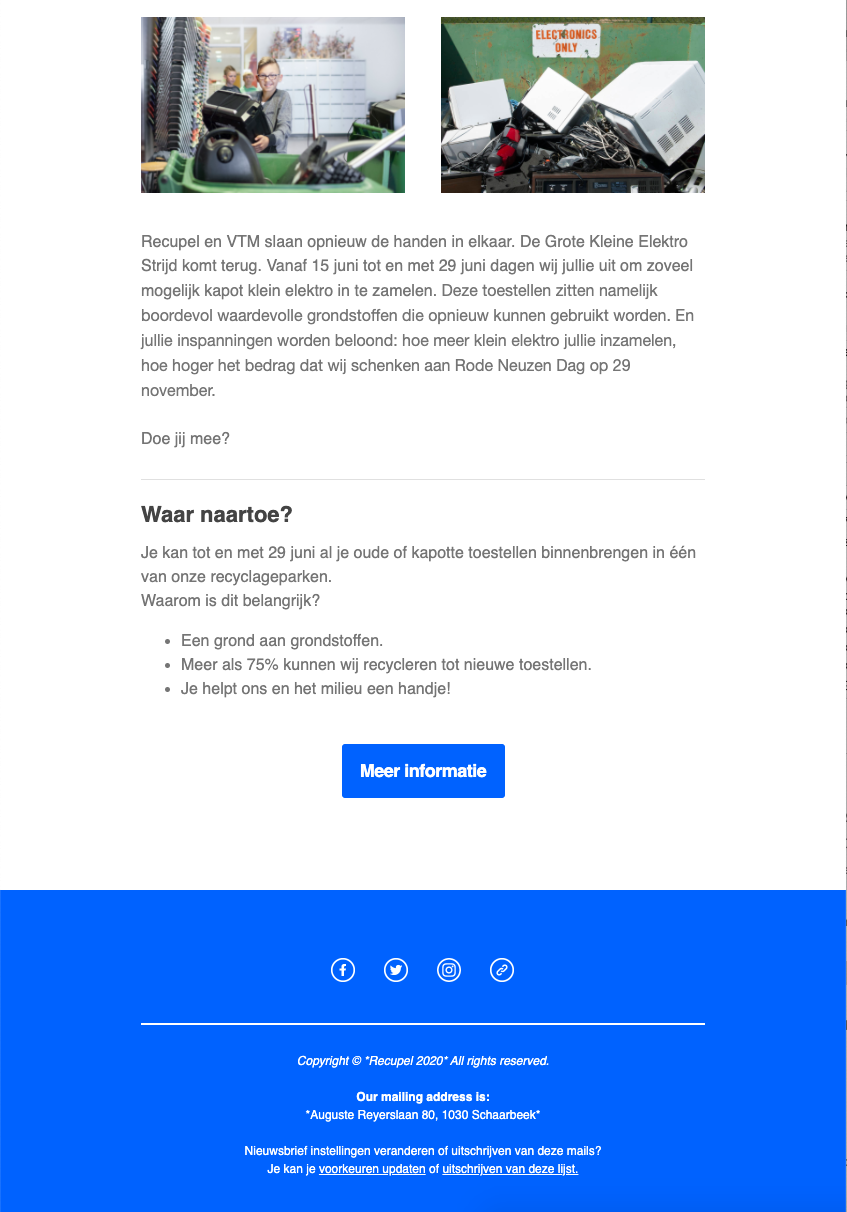 ELECTRONICS
ONLY
Recupel en VTM slaan opnieuw de handen in elkaar. De Grote Kleine Elektro
Strijd komt terug. Vanaf 15 juni tot en met 29 juni dagen wij jullie uit om zoveel
mogelijk kapot klein elektro in te zamelen. Deze toestellen zitten namelijk
boordevol waardevolle grondstoffen die opnieuw kunnen gebruikt worden. En
jullie inspanningen worden beloond: hoe meer klein elektro jullie inzamelen,
hoe hoger het bedrag dat wij schenken aan Rode Neuzen Dag op 29
november.
Doe jij mee?
Waar naartoe?
Je kan tot en met 29 juni al je oude of kapotte toestellen binnenbrengen in één
van onze recyclageparken.
Waarom is dit belangrijk?
• Een grond aan grondstoffen.
• Meer als 75% kunnen wij recycleren tot nieuwe toestellen.
• Je helpt ons en het milieu een handje!
Meer informatie
Copyright © *Recupel 2020* All rights reserved.
Our mailing address is:
*Auguste Reyerslaan 80, 1030 Schaarbeek*
Nieuwsbrief instellingen veranderen of uitschrijven van deze mails?
Je kan je voorkeuren updaten of uitschrijven van deze lijst.